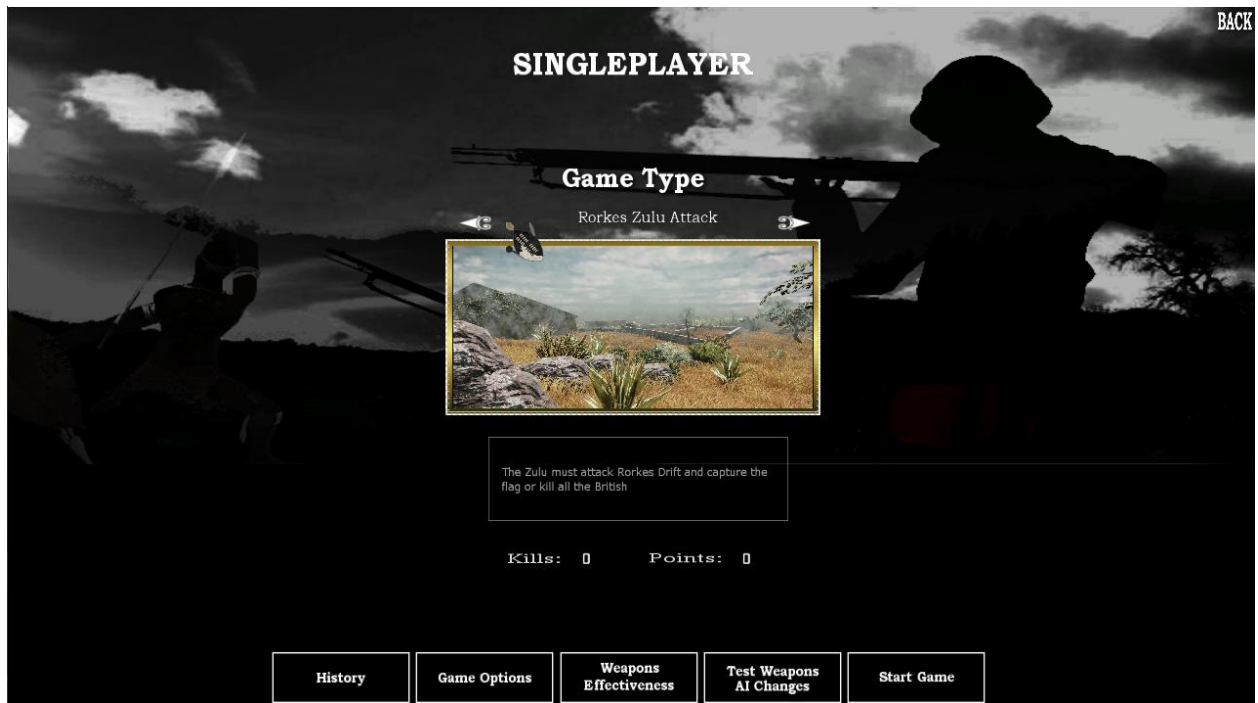 BACK
SINGLEPLAYER
Game Type
Rorkes Zulu Attack
The Zulu must attack Rorkes Drift and capture the
flag or kill all the British
Kills: 0 Points: 0
History
Game Options
Weapons
Effectiveness
Test Weapons
AI Changes
Start Game